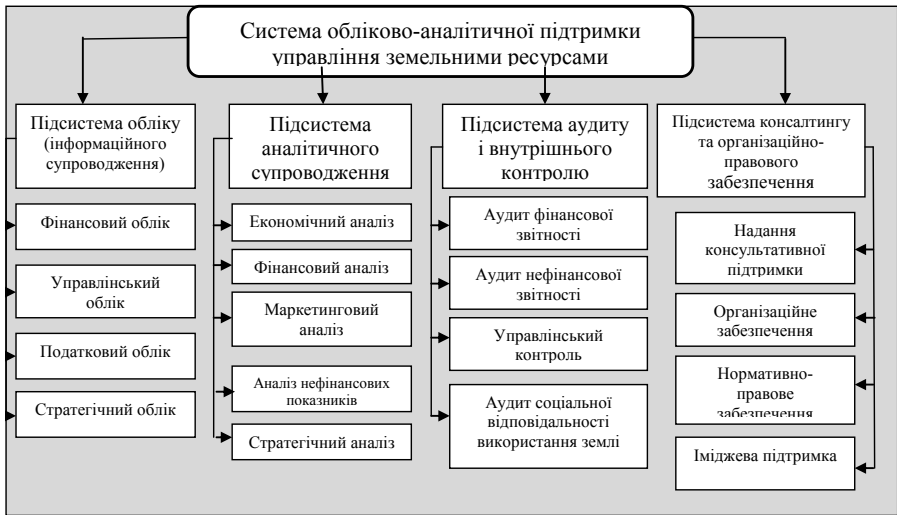 Система обліково-аналітичної підтримки
управління земельними ресурсами
Підсистема обліку
(інформаційного
супроводження)
Фінансовий облік
Управлінський
облік
Податковий облік
Стратегічний облік
Підсистема
аналітичного
супроводження
Економічний аналіз
Фінансовий аналіз
Маркетинговий
аналіз
Аналіз нефінансових
показників
Стратегічний аналіз
Підсистема аудиту
і внутрішнього
контролю
Аудит фінансової
звітності
Аудит нефінансової
звітності
Управлінський
контроль
Аудит соціальної
відповідальності
використання землі
Підсистема консалтингу
та організаційно-
правового
забезпечення
Надання
консультативної
підтримки
Організаційне
забезпечення
Нормативно-
правове
забезпечення
Іміджева підтримка